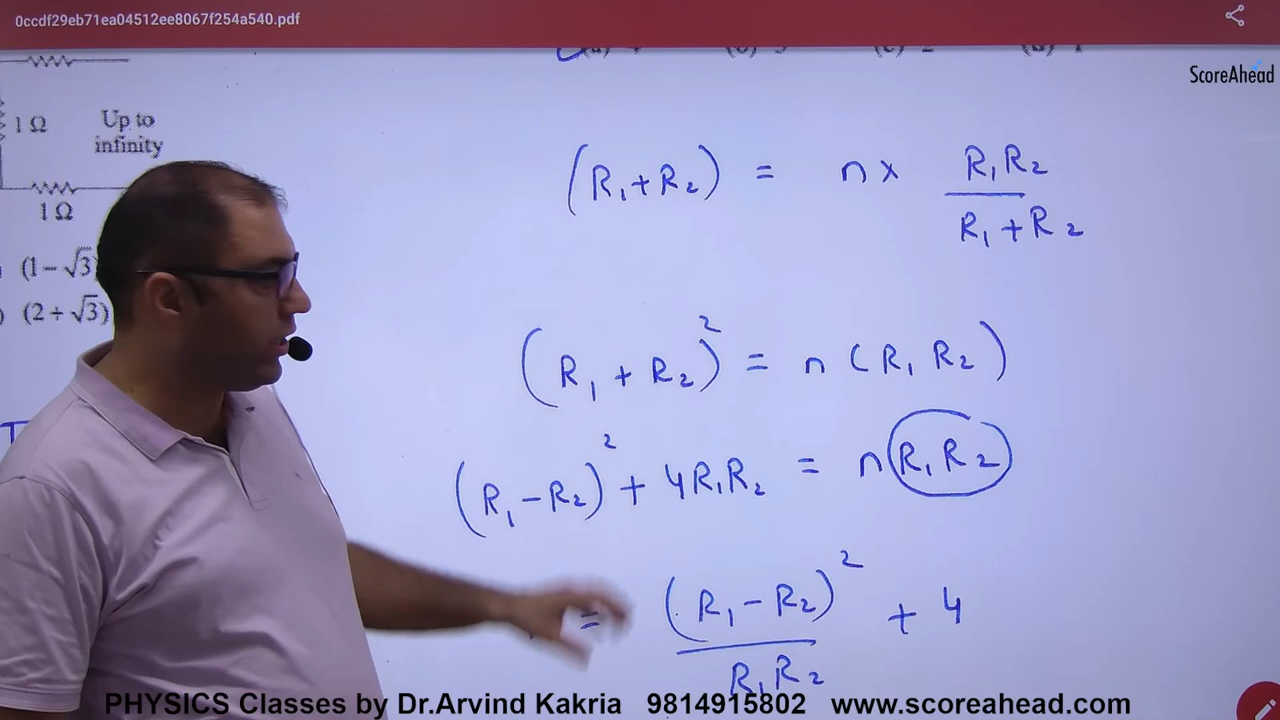 0ccdf29eb71ea04512ee8067f254a540.pdf
ScoreAhead
1 Ω
Up to
infinity
1 Ω
(1 − √3)
(2 + √3)
(R₁+R₂) = n x R₁R₂ / R₁+R₂
(R₁ + R₂)² = n (R₁ R₂)
(R₁ − R₂)² + 4R₁R₂ = n R₁R₂
= (R₁ − R₂)² / R₁R₂ + 4
PHYSICS Classes by Dr.Arvind Kakria 9814915802 www.scoreahead.com